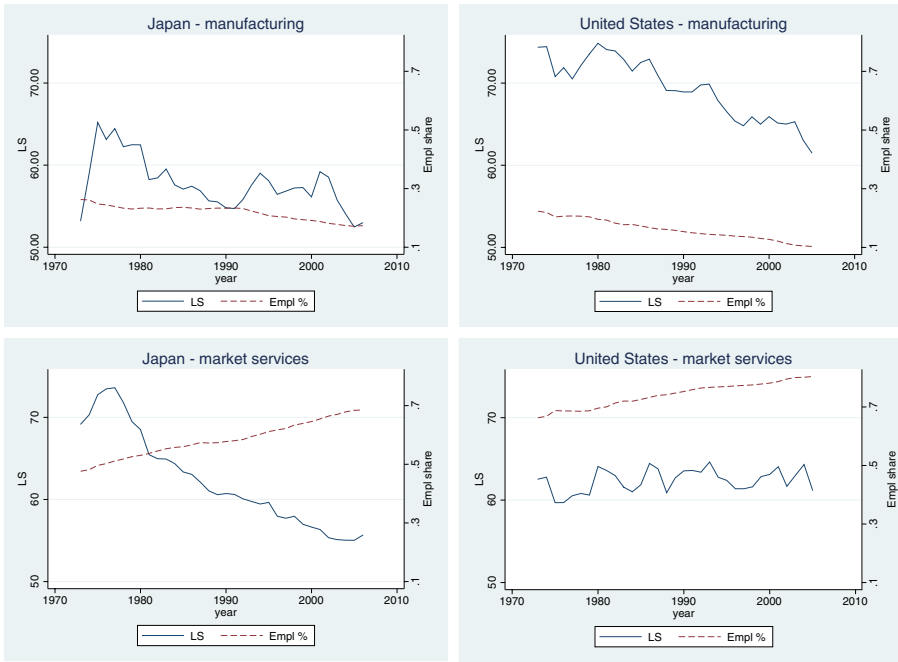 Japan - manufacturing
70.00
60.00
50.00
LS
.7
.5
.3
.1
Empl share
1970 1980 1990 2000 2010
year
LS Empl %
United States - manufacturing
70.00
60.00
50.00
LS
.7
.5
.3
.1
Empl share
1970 1980 1990 2000 2010
year
LS Empl %
Japan - market services
70
60
50
LS
.7
.5
.3
.1
Empl share
1970 1980 1990 2000 2010
year
LS Empl %
United States - market services
70
60
50
LS
.7
.5
.3
.1
Empl share
1970 1980 1990 2000 2010
year
LS Empl %